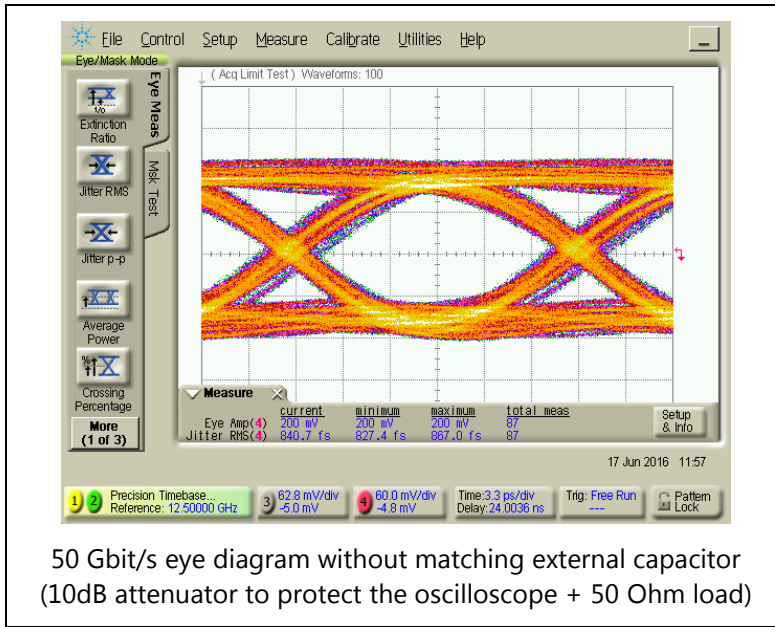 File Control Setup Measure Calibrate Utilities Help
Eye/Mask Mode
Eye Meas
Msk Test
Extinction
Ratio
Jitter RMS
Jitter p-p
Average
Power
Crossing
Percentage
More
(1 of 3)
( Acq Limit Test ) Waveforms: 100
Measure
current minimum maximum total meas
Eye Amp(4) 200 mV 200 mV 200 mV 87
Jitter RMS(4) 840.7 fs 827.4 fs 867.0 fs 87
Setup
& Info
17 Jun 2016 11:57
1 2 Precision Timebase...
Reference: 12.50000 GHz
3 62.8 mV/div
-5.0 mV
4 60.0 mV/div
-4.8 mV
Time:3.3 ps/div
Delay:24.0036 ns
Trig: Free Run
---
Pattern
Lock
50 Gbit/s eye diagram without matching external capacitor
(10dB attenuator to protect the oscilloscope + 50 Ohm load)